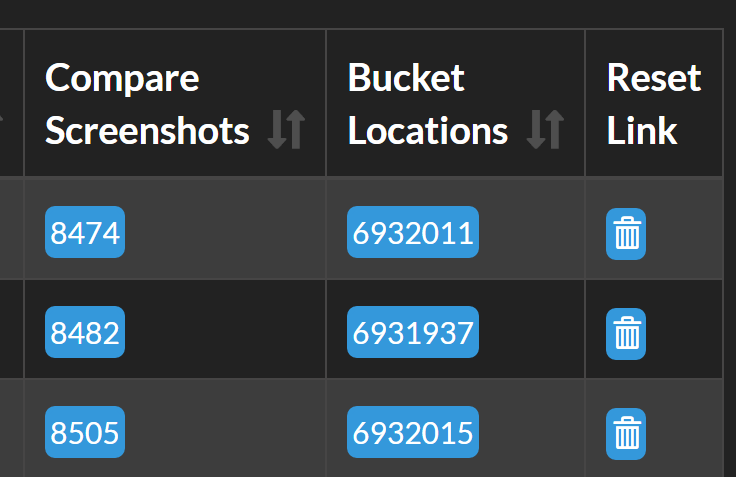 Compare Screenshots
Bucket Locations
Reset Link
8474 6932011
8482 6931937
8505 6932015